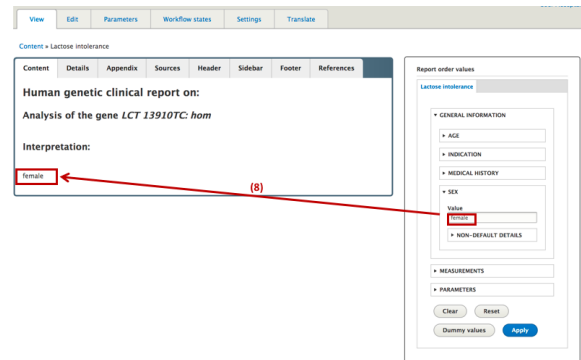 View Edit Parameters Workflow states Settings Translate
Content » Lactose intolerance
Content Details Appendix Sources Header Sidebar Footer References
Human genetic clinical report on:
Analysis of the gene LCT 13910TC: hom
Interpretation:
female
(8)
Report order values
Lactose intolerance
GENERAL INFORMATION
AGE
INDICATION
MEDICAL HISTORY
SEX
Value
female
NON-DEFAULT DETAILS
MEASUREMENTS
PARAMETERS
Clear Reset
Dummy values Apply